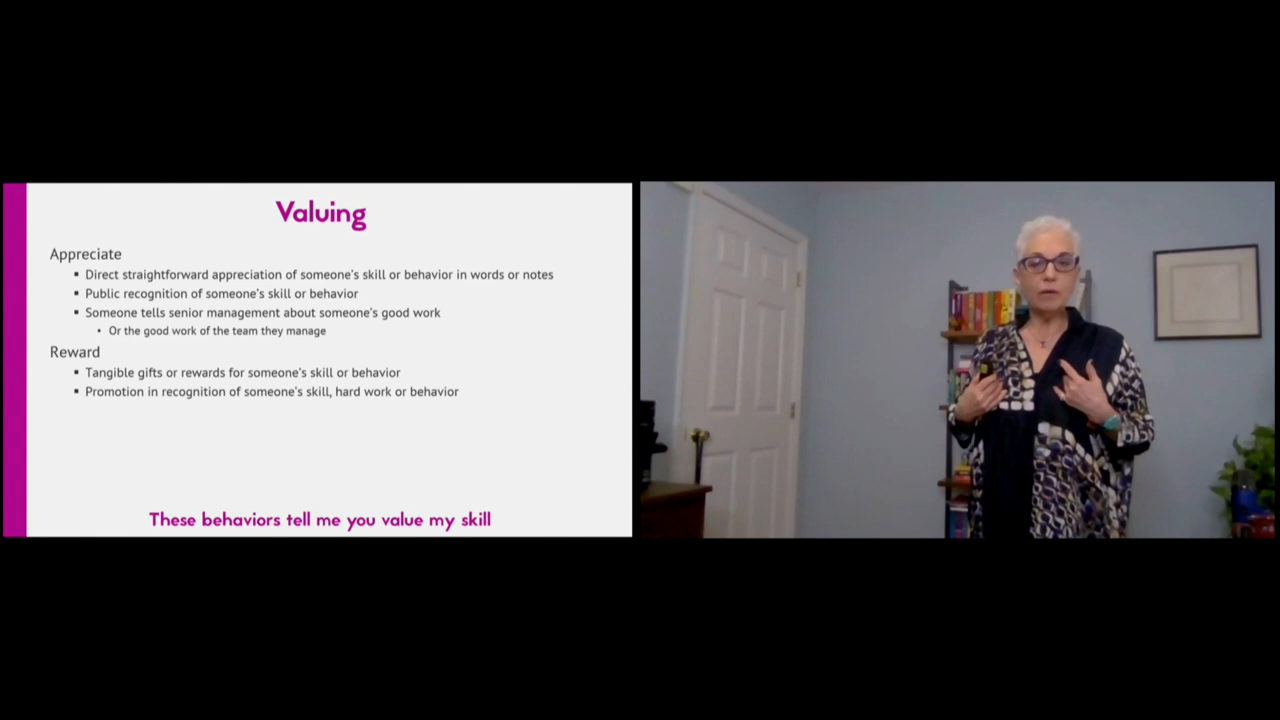 Valuing
Appreciate
▪ Direct straightforward appreciation of someone's skill or behavior in words or notes
▪ Public recognition of someone's skill or behavior
▪ Someone tells senior management about someone's good work
• Or the good work of the team they manage
Reward
▪ Tangible gifts or rewards for someone's skill or behavior
▪ Promotion in recognition of someone's skill, hard work or behavior
These behaviors tell me you value my skill